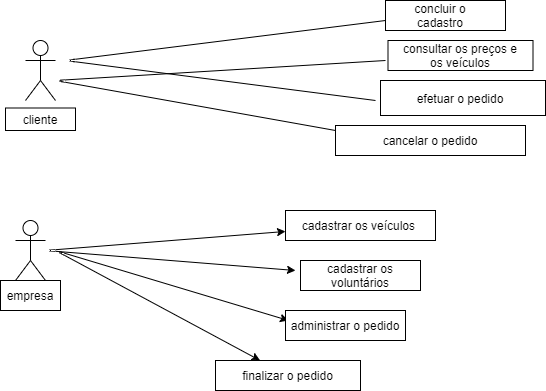 concluir o
cadastro
consultar os preços e
os veículos
efetuar o pedido
cliente
cancelar o pedido
cadastrar os veículos
cadastrar os
voluntários
empresa
administrar o pedido
finalizar o pedido